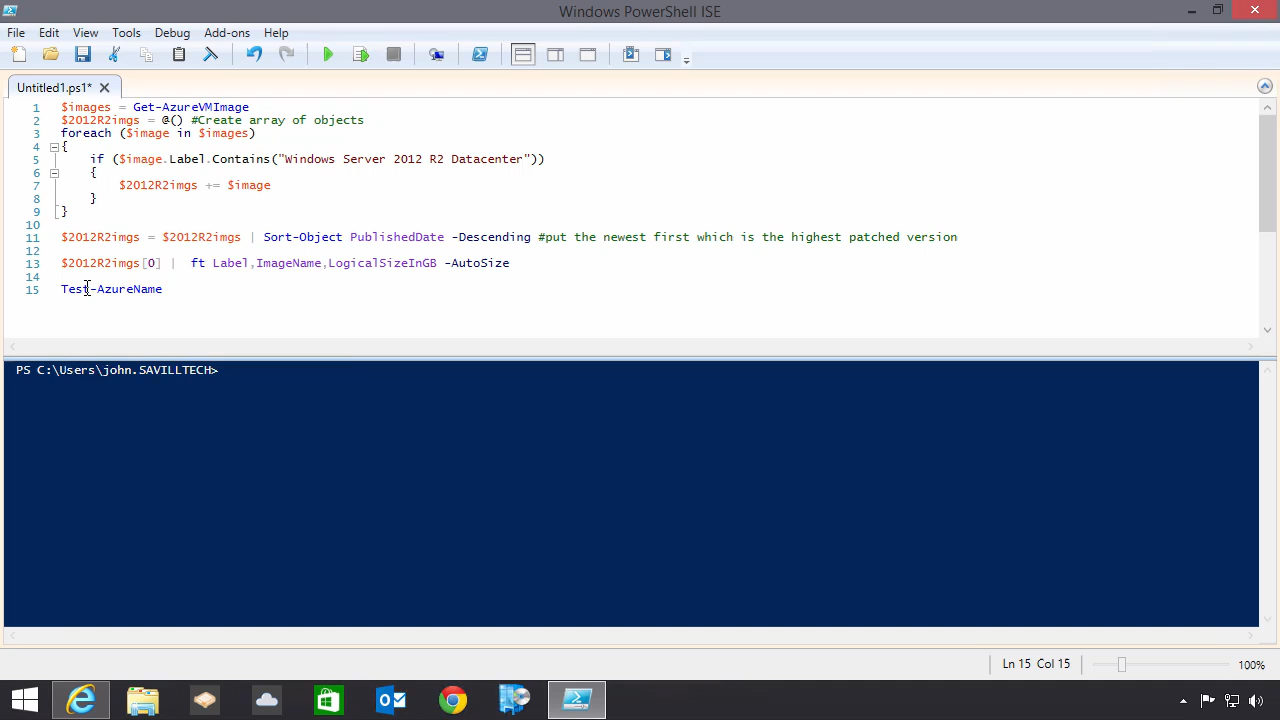 Windows PowerShell ISE
File Edit View Tools Debug Add-ons Help
Untitled1.ps1*
1 $images = Get-AzureVMImage
2 $2012R2imgs = @() #Create array of objects
3 foreach ($image in $images)
4 {
5 if ($image.Label.Contains("Windows Server 2012 R2 Datacenter"))
6 {
7 $2012R2imgs += $image
8 }
9 }
10
11 $2012R2imgs = $2012R2imgs | Sort-Object PublishedDate -Descending #put the newest first which is the highest patched version
12
13 $2012R2imgs[0] | ft Label,ImageName,LogicalSizeInGB -AutoSize
14
15 Test-AzureName
PS C:\Users\john.SAVILLTECH>
Ln 15 Col 15 100%